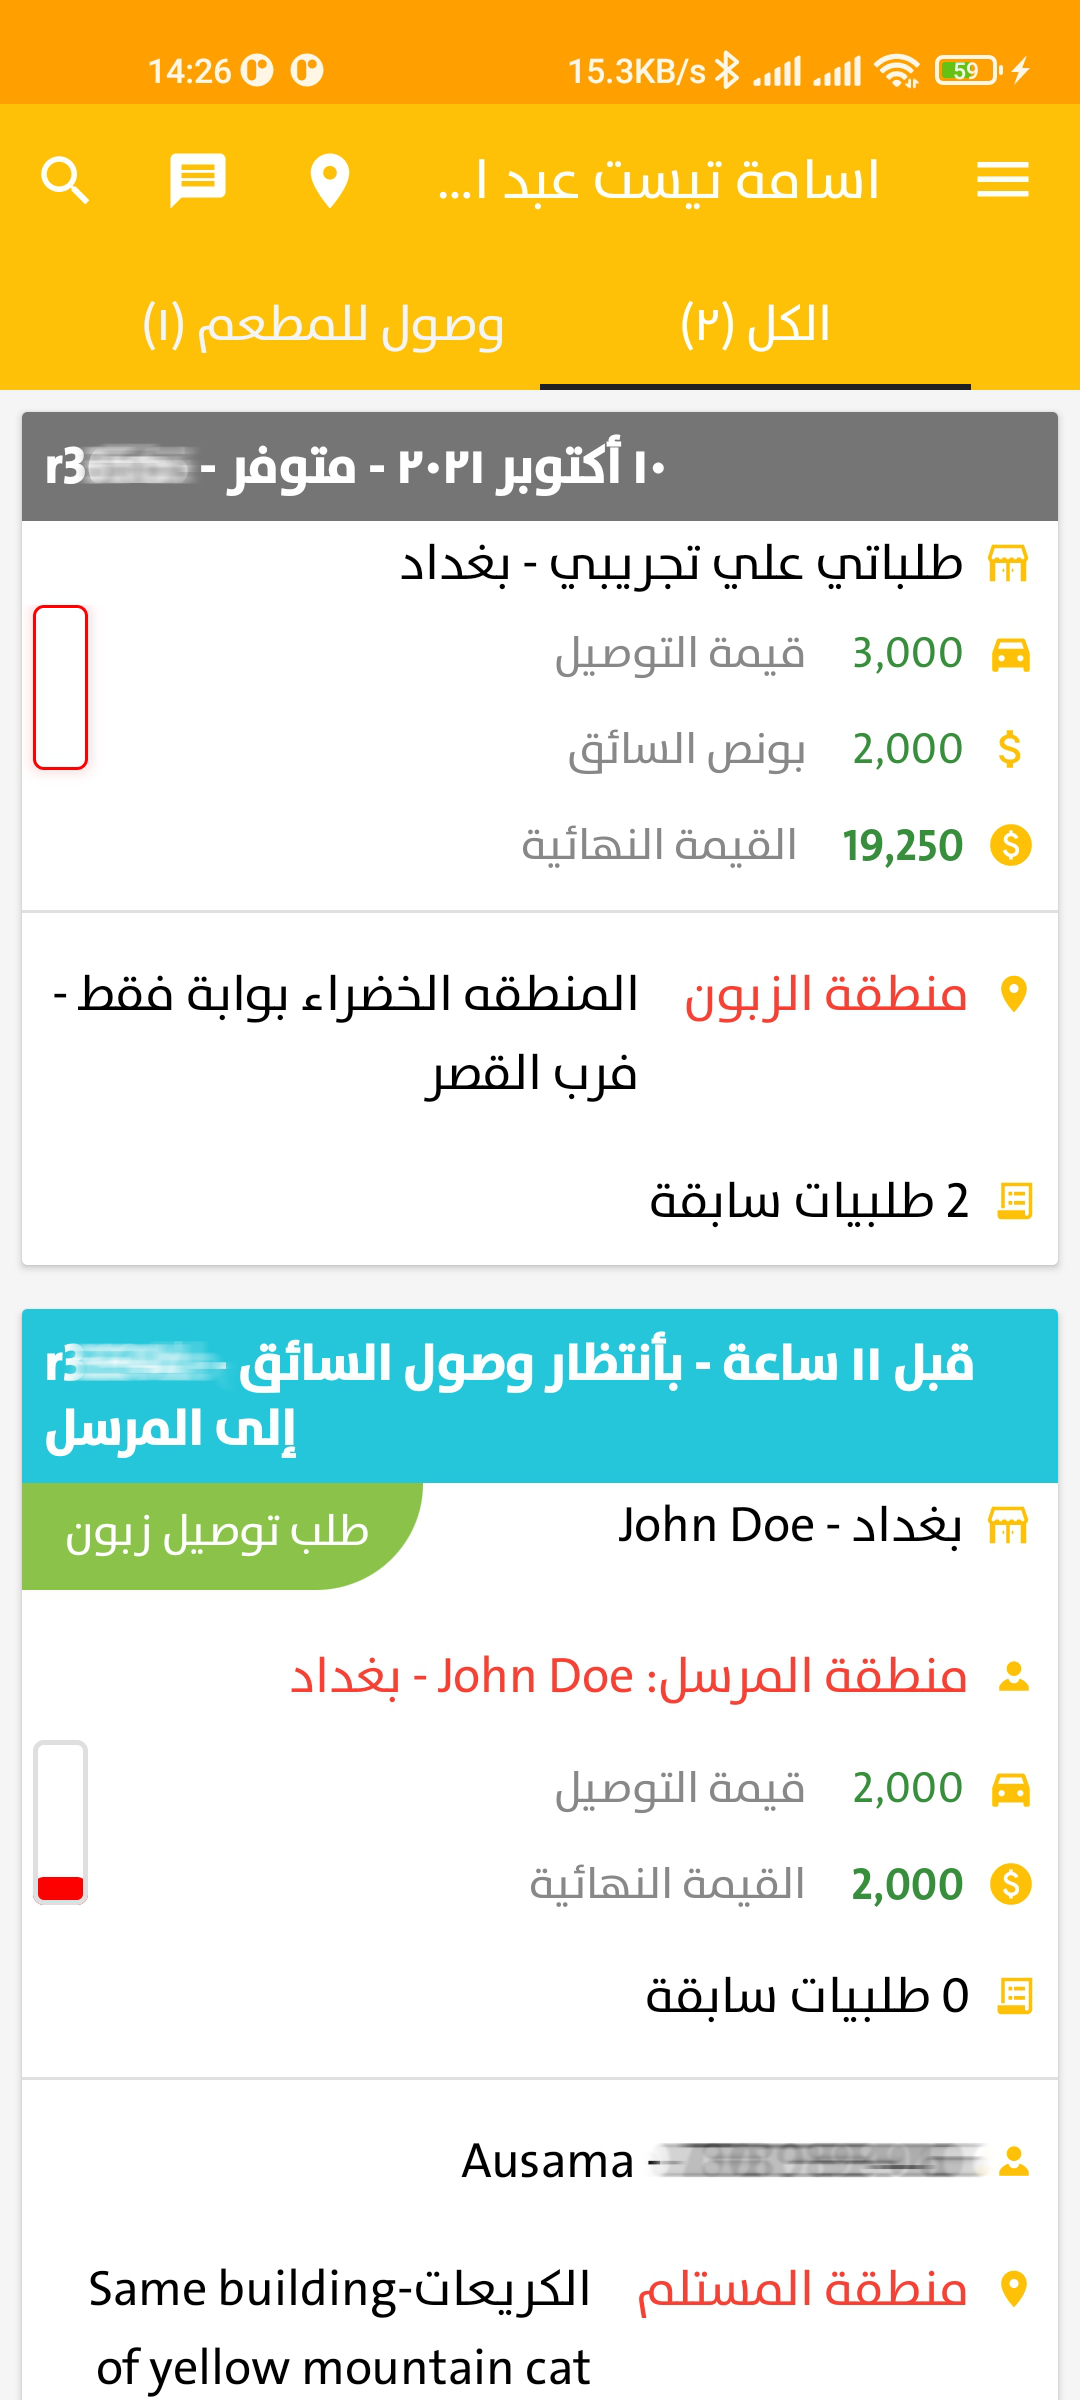 14:26 15.3KB/s 59
اسامة تيست عبد ا...
الكل (٢) وصول للمطعم (١)
١٠ أكتوبر ٢٠٢١ - متوفر - r3
طلباتي علي تجريبي - بغداد
3,000 قيمة التوصيل
2,000 بونص السائق
19,250 القيمة النهائية
منطقة الزبون المنطقه الخضراء بوابة فقط -
فرب القصر
2 طلبيات سابقة
قبل ١١ ساعة - بأنتظار وصول السائق - r3
إلى المرسل
بغداد - John Doe
طلب توصيل زبون
منطقة المرسل: John Doe - بغداد
2,000 قيمة التوصيل
2,000 القيمة النهائية
0 طلبيات سابقة
Ausama -
منطقة المستلم الكريعات-Same building
of yellow mountain cat